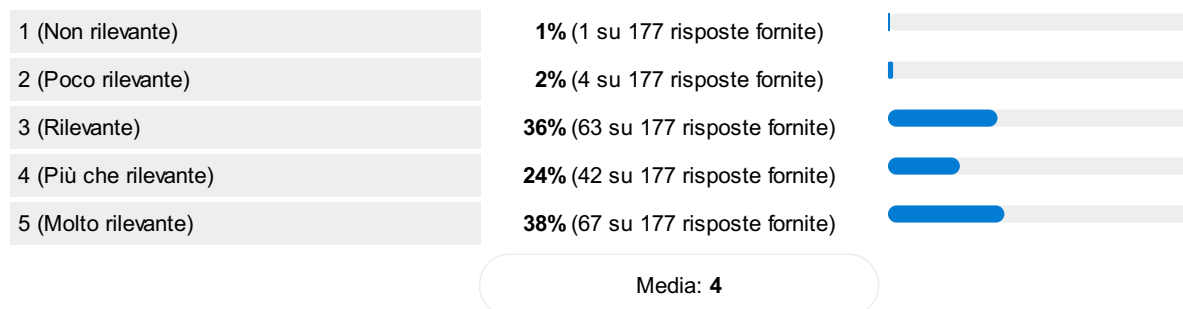 1 (Non rilevante) 1% (1 su 177 risposte fornite)
2 (Poco rilevante) 2% (4 su 177 risposte fornite)
3 (Rilevante) 36% (63 su 177 risposte fornite)
4 (Più che rilevante) 24% (42 su 177 risposte fornite)
5 (Molto rilevante) 38% (67 su 177 risposte fornite)
Media: 4